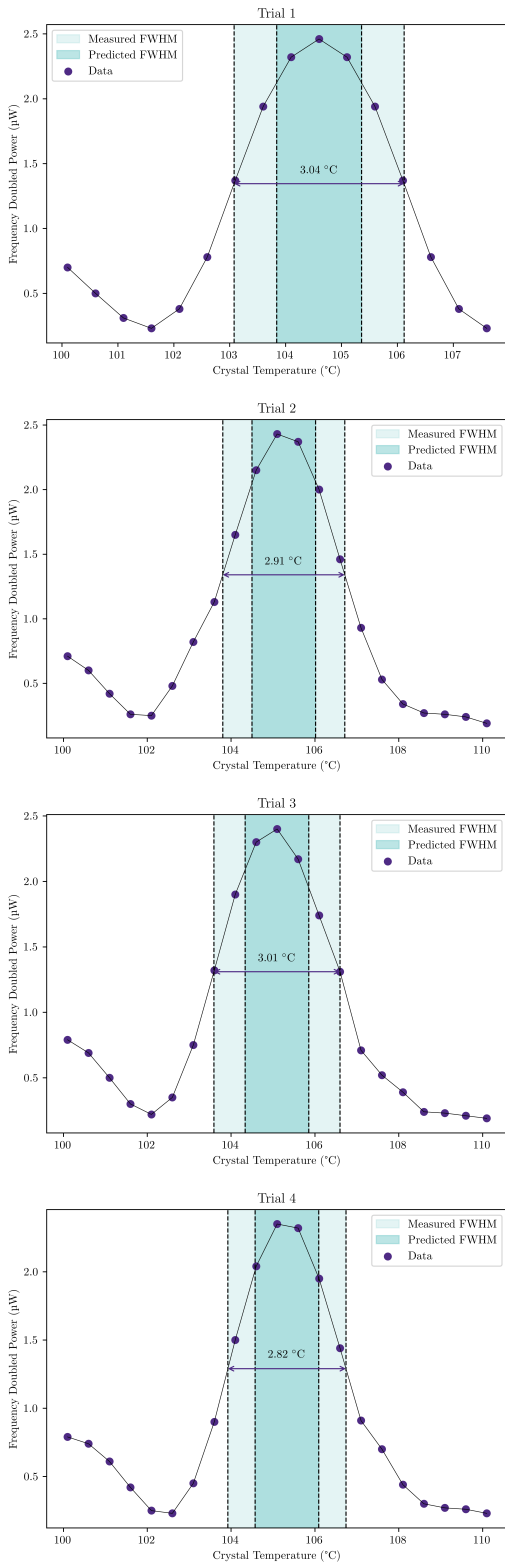 Trial 1
Measured FWHM
Predicted FWHM
Data
3.04 °C
Frequency Doubled Power (μW)
2.5
2.0
1.5
1.0
0.5
100 101 102 103 104 105 106 107
Crystal Temperature (°C)
Trial 2
Measured FWHM
Predicted FWHM
Data
2.91 °C
Frequency Doubled Power (μW)
2.5
2.0
1.5
1.0
0.5
100 102 104 106 108 110
Crystal Temperature (°C)
Trial 3
Measured FWHM
Predicted FWHM
Data
3.01 °C
Frequency Doubled Power (μW)
2.5
2.0
1.5
1.0
0.5
100 102 104 106 108 110
Crystal Temperature (°C)
Trial 4
Measured FWHM
Predicted FWHM
Data
2.82 °C
Frequency Doubled Power (μW)
2.0
1.5
1.0
0.5
100 102 104 106 108 110
Crystal Temperature (°C)